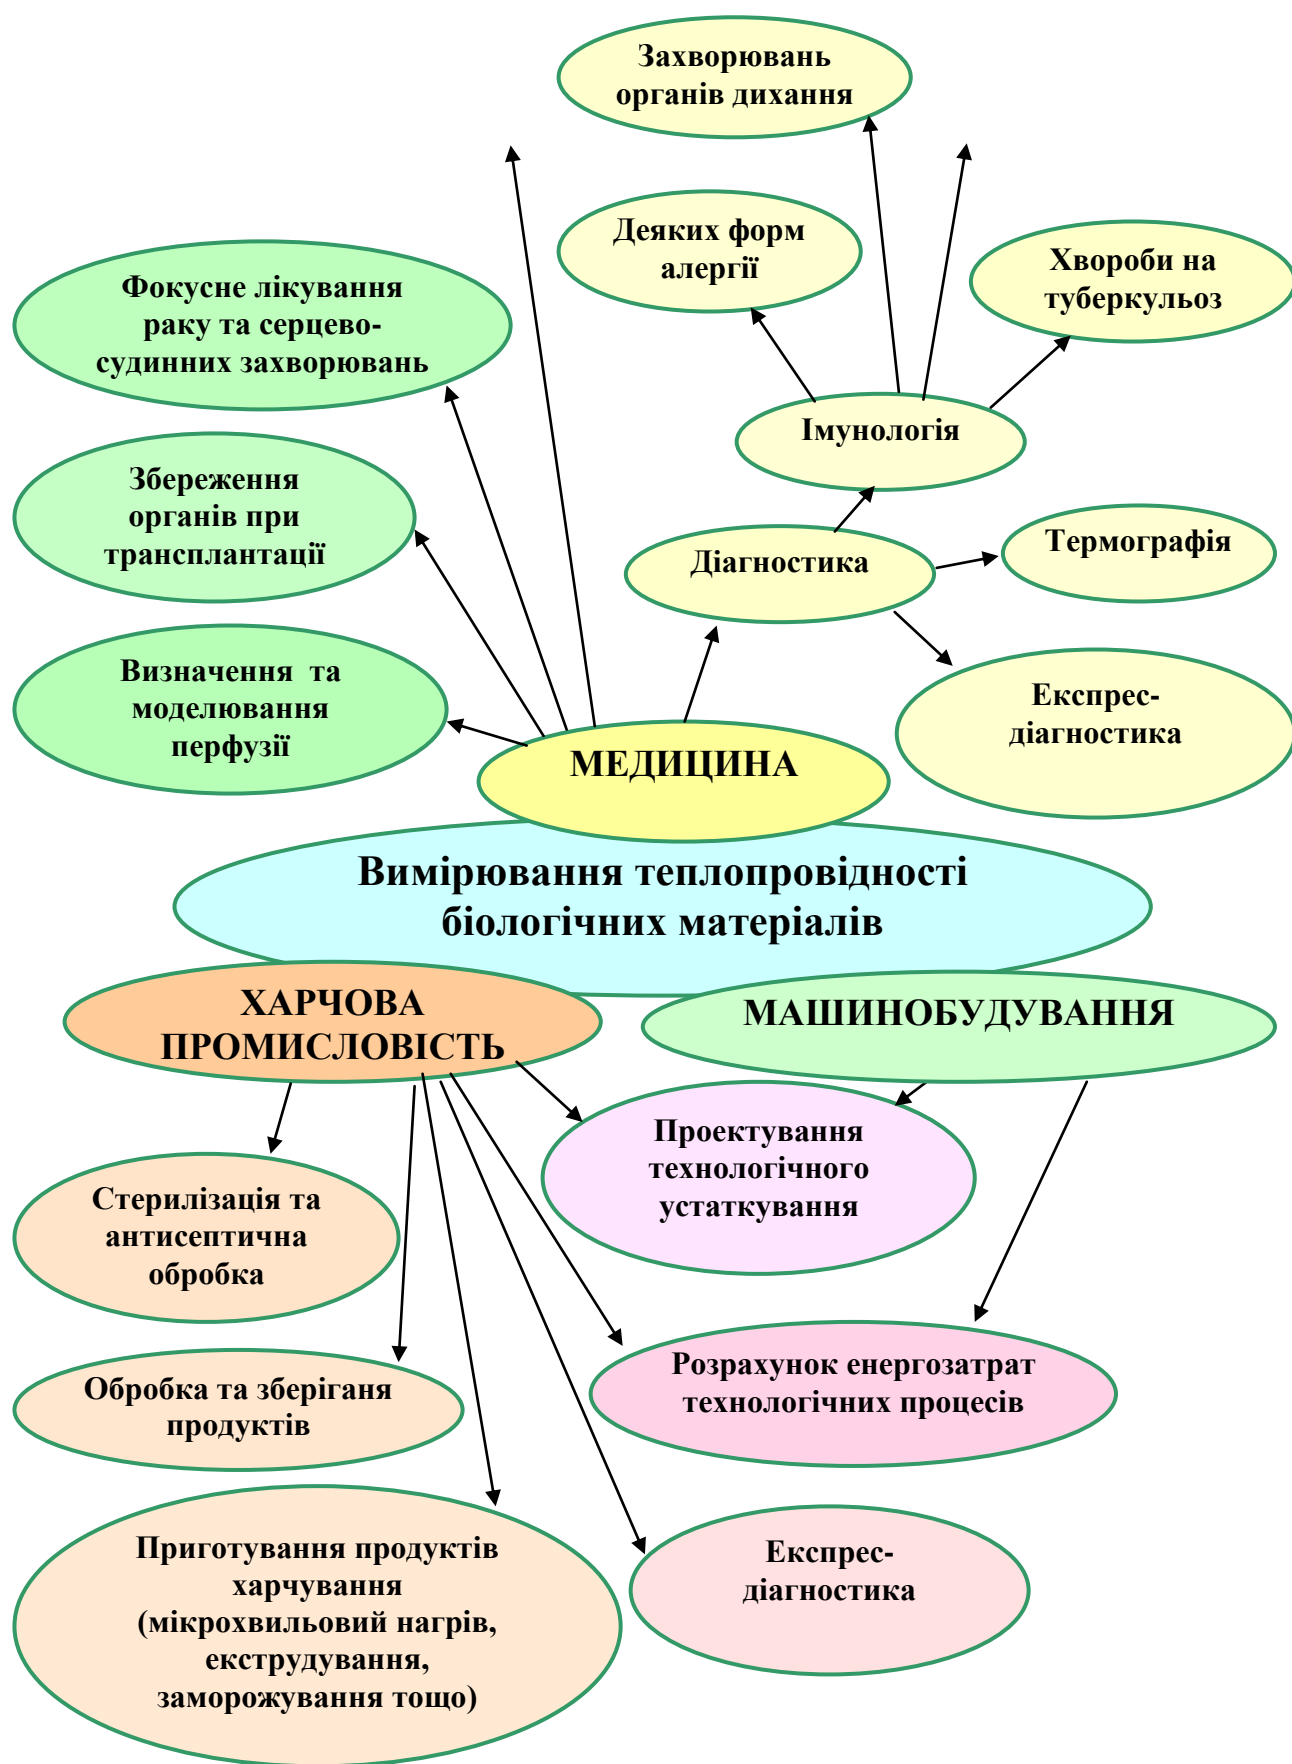 Захворювань
органів дихання
Деяких форм
алергії
Хвороби на
туберкульоз
Фокусне лікування
раку та серцево-
судинних захворювань
Імунологія
Збереження
органів при
трансплантації
Діагностика
Термографія
Визначення та
моделювання
перфузії
Експрес-
діагностика
МЕДИЦИНА
Вимірювання теплопровідності
біологічних матеріалів
ХАРЧОВА
ПРОМИСЛОВІСТЬ
МАШИНОБУДУВАННЯ
Проектування
технологічного
устаткування
Стерилізація та
антисептична
обробка
Розрахунок енергозатрат
технологічних процесів
Обробка та зберіганя
продуктів
Приготування продуктів
харчування
(мікрохвильовий нагрів,
екструдування,
заморожування тощо)
Експрес-
діагностика